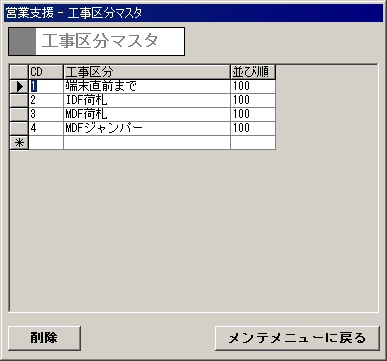 営業支援 - 工事区分マスタ
工事区分マスタ
CD 工事区分 並び順
1 端末直前まで 100
2 IDF荷札 100
3 MDF荷札 100
4 MDFジャンパー 100
削除 メンテメニューに戻る